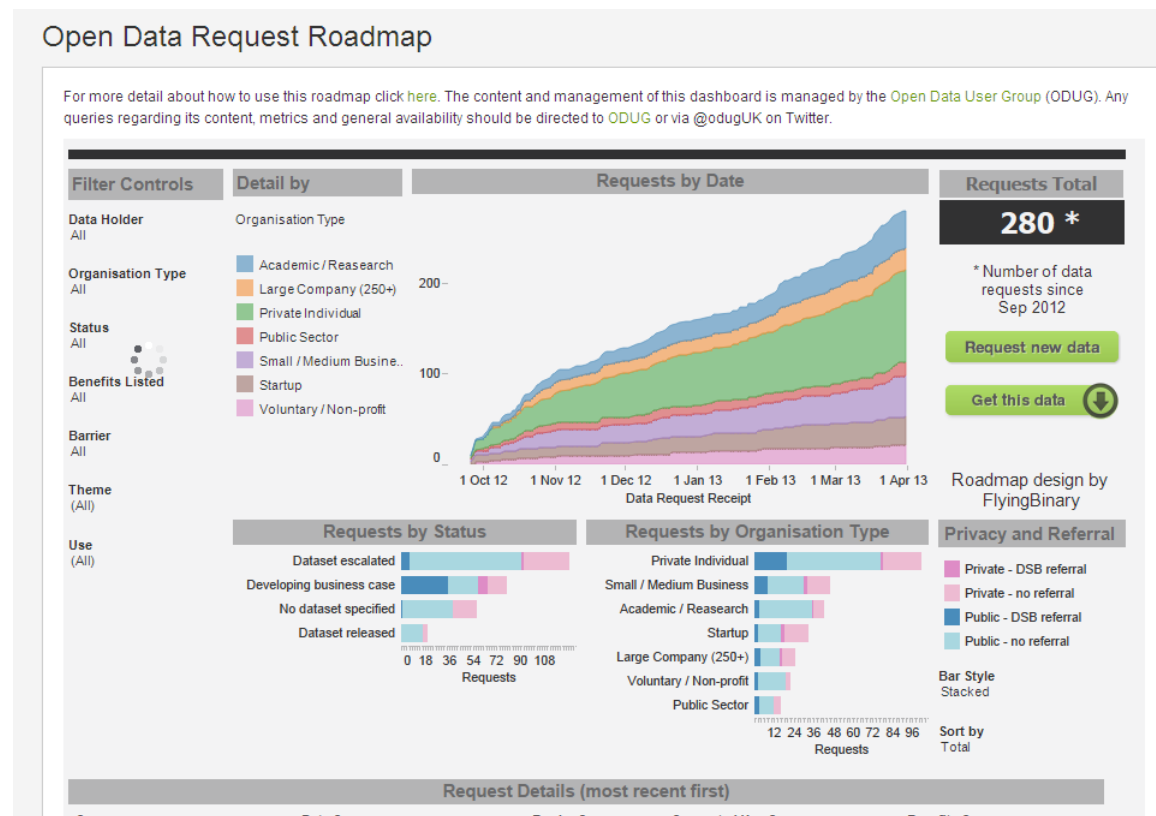 Open Data Request Roadmap
For more detail about how to use this roadmap click here. The content and management of this dashboard is managed by the Open Data User Group (ODUG). Any
queries regarding its content, metrics and general availability should be directed to ODUG or via @odugUK on Twitter.
Filter Controls
Data Holder
All
Organisation Type
All
Status
All
Benefits Listed
All
Barrier
All
Theme
(All)
Use
(All)
Detail by
Organisation Type
Academic / Reasearch
Large Company (250+)
Private Individual
Public Sector
Small / Medium Busine..
Startup
Voluntary / Non-profit
Requests by Date
200
100
0
1 Oct 12 1 Nov 12 1 Dec 12 1 Jan 13 1 Feb 13 1 Mar 13 1 Apr 13
Data Request Receipt
Requests Total
280 *
* Number of data
requests since
Sep 2012
Request new data
Get this data
Roadmap design by
FlyingBinary
Requests by Status
Dataset escalated
Developing business case
No dataset specified
Dataset released
0 18 36 54 72 90 108
Requests
Requests by Organisation Type
Private Individual
Small / Medium Business
Academic / Reasearch
Startup
Large Company (250+)
Voluntary / Non-profit
Public Sector
12 24 36 48 60 72 84 96
Requests
Privacy and Referral
Private - DSB referral
Private - no referral
Public - DSB referral
Public - no referral
Bar Style
Stacked
Sort by
Total
Request Details (most recent first)